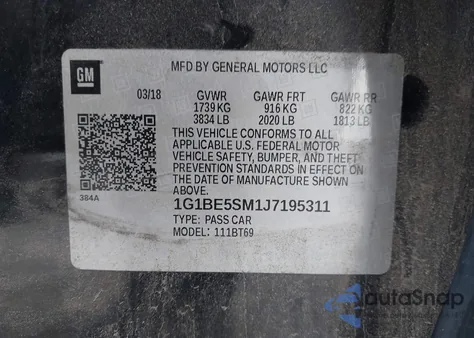 GM
MFD BY GENERAL MOTORS LLC
03/18 GVWR GAWR FRT GAWR RR
1739 KG 916 KG 822 KG
3834 LB 2020 LB 1813 LB
THIS VEHICLE CONFORMS TO ALL
APPLICABLE U.S. FEDERAL MOTOR
VEHICLE SAFETY, BUMPER, AND THEFT
PREVENTION STANDARDS IN EFFECT ON
THE DATE OF MANUFACTURE SHOWN
ABOVE.
384A
1G1BE5SM1J7195311
TYPE: PASS CAR
MODEL: 111BT69
autaSnap